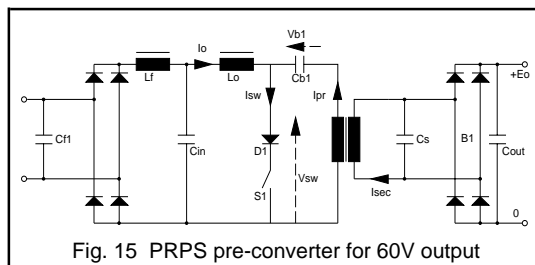 Vb1
Io
Lf
Lo
Cb1
+Eo
Isw
Ipr
Cf1
Cin
D1
Cs
B1
Cout
Vsw
S1
Isec
0
Fig. 15 PRPS pre-converter for 60V output